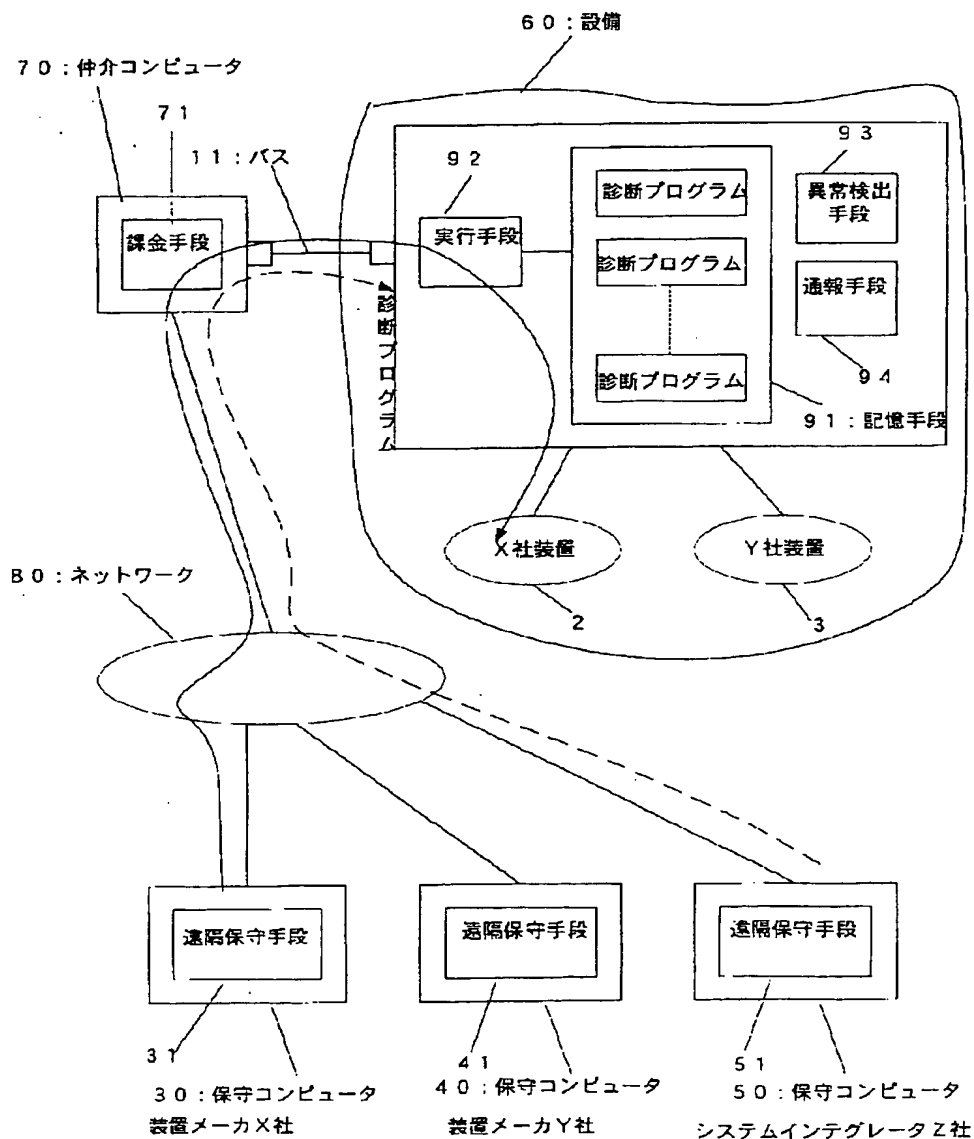 60:設備
70:仲介コンピュータ
71
11:バス
92
93
課金手段
実行手段
診断プログラム
診断プログラム
診断プログラム
異常検出
手段
通報手段
94
91:記憶手段
診断プログラム
X社装置
Y社装置
2
3
80:ネットワーク
遠隔保守手段
遠隔保守手段
遠隔保守手段
31
41
51
30:保守コンピュータ
装置メーカX社
40:保守コンピュータ
装置メーカY社
50:保守コンピュータ
システムインテグレータZ社